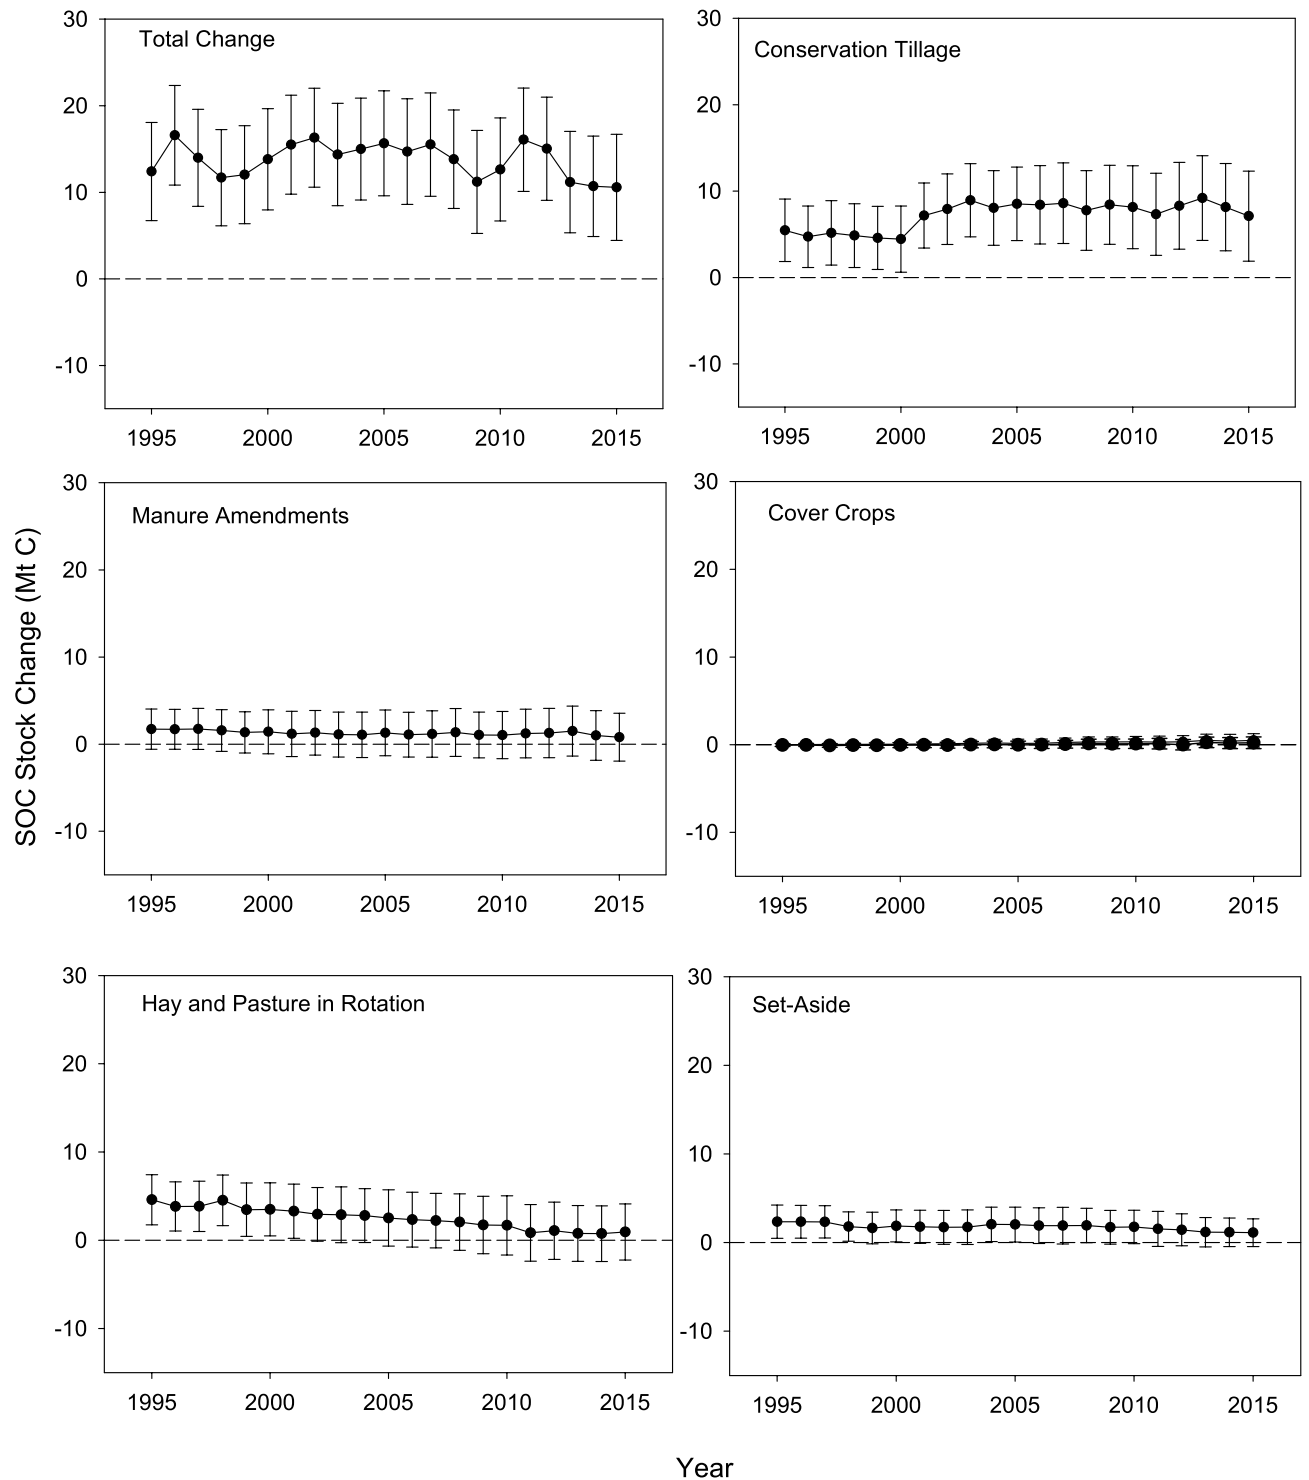 30
Total Change
20
10
0
-10
1995 2000 2005 2010 2015
30
Conservation Tillage
20
10
0
-10
1995 2000 2005 2010 2015
SOC Stock Change (Mt C)
30
Manure Amendments
20
10
0
-10
1995 2000 2005 2010 2015
30
Cover Crops
20
10
0
-10
1995 2000 2005 2010 2015
30
Hay and Pasture in Rotation
20
10
0
-10
1995 2000 2005 2010 2015
30
Set-Aside
20
10
0
-10
1995 2000 2005 2010 2015
Year